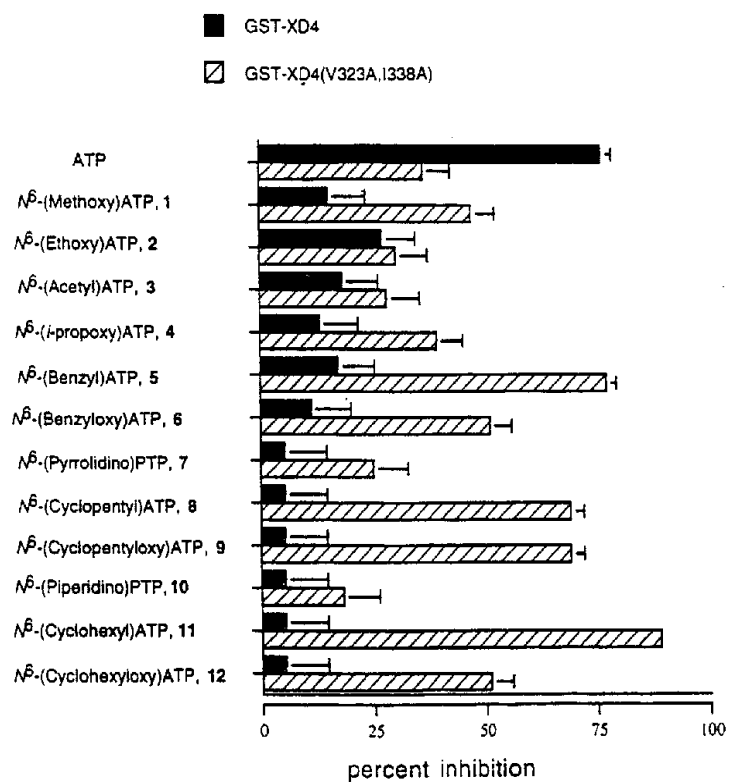 GST-XD4
GST-XD4(V323A,I338A)
ATP
N6-(Methoxy)ATP, 1
N6-(Ethoxy)ATP, 2
N6-(Acetyl)ATP, 3
N6-(i-propoxy)ATP, 4
N6-(Benzyl)ATP, 5
N6-(Benzyloxy)ATP, 6
N6-(Pyrrolidino)PTP, 7
N6-(Cyclopentyl)ATP, 8
N6-(Cyclopentyloxy)ATP, 9
N6-(Piperidino)PTP, 10
N6-(Cyclohexyl)ATP, 11
N6-(Cyclohexyloxy)ATP, 12
0 25 50 75 100
percent inhibition